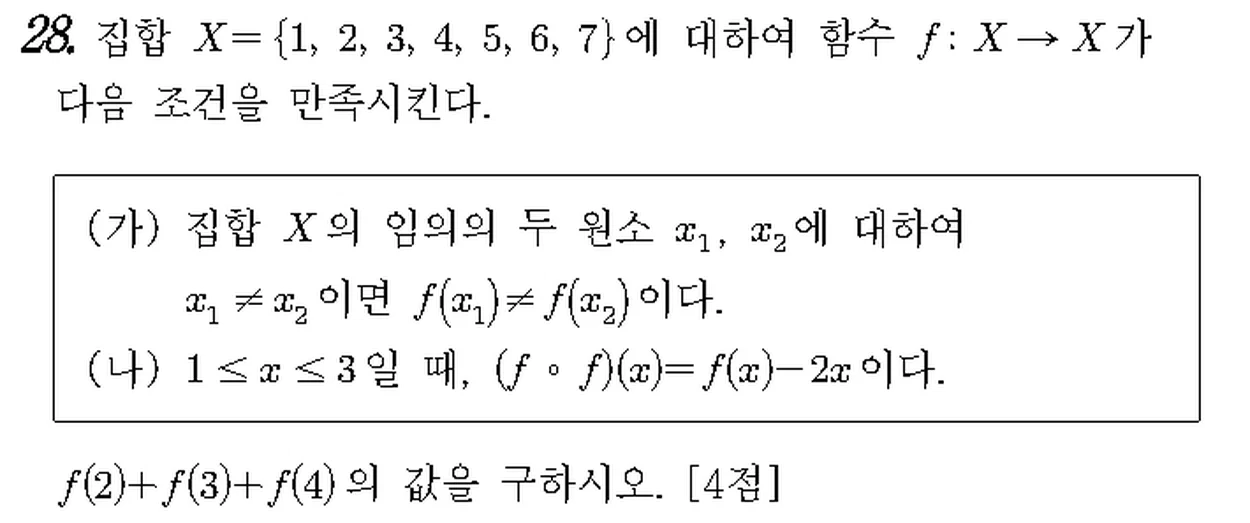 28. 집합 X={1, 2, 3, 4, 5, 6, 7}에 대하여 함수 f: X→X가
다음 조건을 만족시킨다.
(가) 집합 X의 임의의 두 원소 x₁, x₂에 대하여
x₁≠x₂이면 f(x₁)≠f(x₂)이다.
(나) 1≤x≤3일 때, (f∘f)(x)=f(x)-2x이다.
f(2)+f(3)+f(4)의 값을 구하시오. [4점]